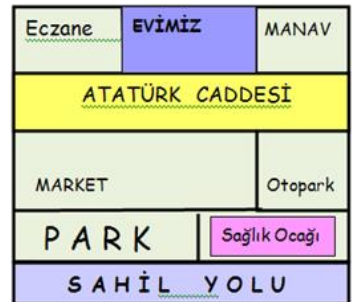 Eczane EVİMİZ MANAV
ATATÜRK CADDESİ
MARKET Otopark
PARK Sağlık Ocağı
SAHİL YOLU